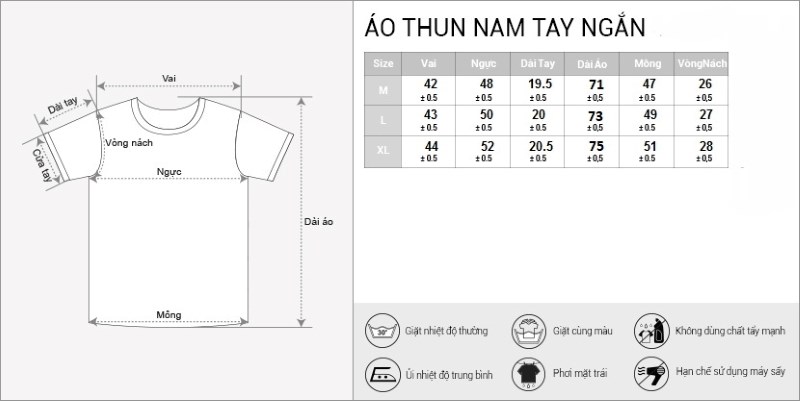 Vai
Dài tay
Cửa tay
Vòng nách
Ngực
Dài áo
Mông
ÁO THUN NAM TAY NGẮN
Size Vai Ngực Dài Tay Dài Áo Mông VòngNách
M 42 48 19.5 71 47 26
± 0.5 ± 0.5 ± 0.5 ± 0,5 ± 0.5 ± 0,5
L 43 50 20 73 49 27
± 0.5 ± 0.5 ± 0.5 ± 0,5 ± 0.5 ± 0,5
XL 44 52 20.5 75 51 28
± 0.5 ± 0.5 ± 0.5 ± 0,5 ± 0.5 ± 0,5
30° Giặt nhiệt độ thường
Giặt cùng màu
Không dùng chất tẩy mạnh
Ủi nhiệt độ trung bình
Phơi mặt trái
Hạn chế sử dụng máy sấy